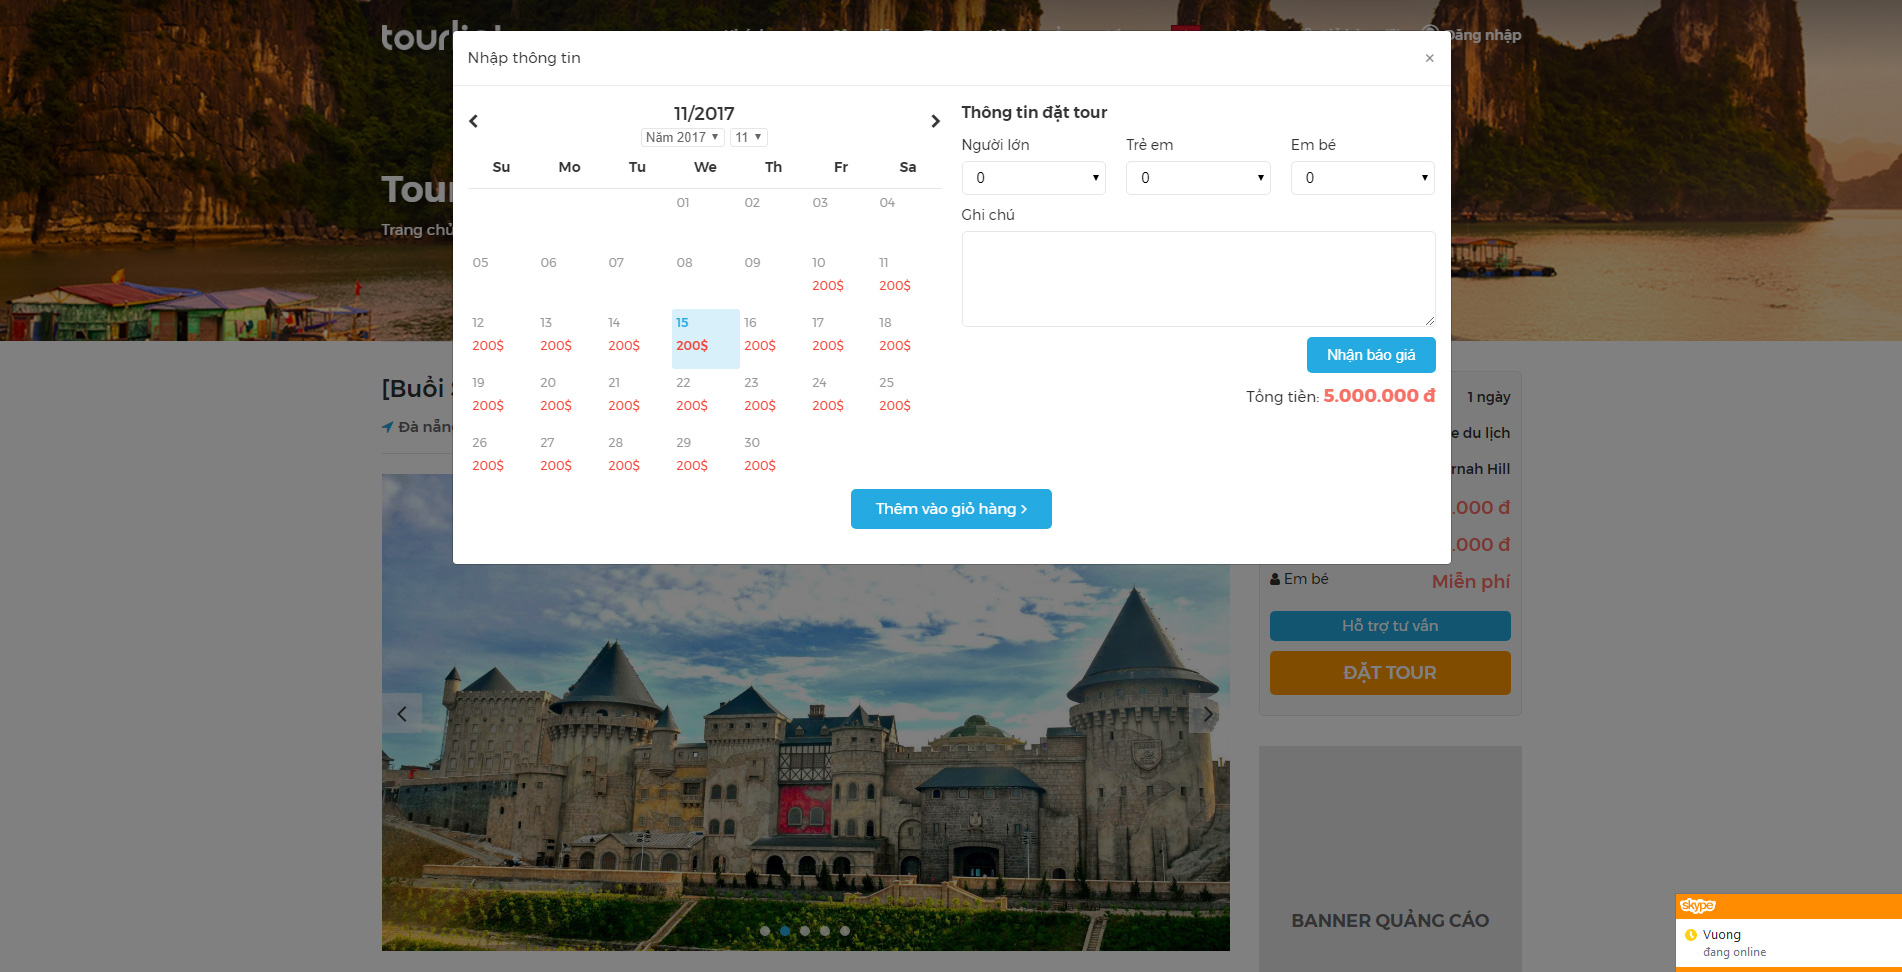 Đăng nhập
Nhập thông tin
×
11/2017
Năm 2017 11
Su Mo Tu We Th Fr Sa
01 02 03 04
05 06 07 08 09 10 11
200$ 200$
12 13 14 15 16 17 18
200$ 200$ 200$ 200$ 200$ 200$ 200$
19 20 21 22 23 24 25
200$ 200$ 200$ 200$ 200$ 200$ 200$
26 27 28 29 30
200$ 200$ 200$ 200$ 200$
Thông tin đặt tour
Người lớn Trẻ em Em bé
0 0 0
Ghi chú
Nhận báo giá
Tổng tiền: 5.000.000 đ
Thêm vào giỏ hàng
Tour
Trang chủ
[Buổi
Đà nẵng
1 ngày
du lịch
Hill
.000 đ
.000 đ
Em bé Miễn phí
Hỗ trợ tư vấn
ĐẶT TOUR
BANNER QUẢNG CÁO
skype
Vuong
đang online